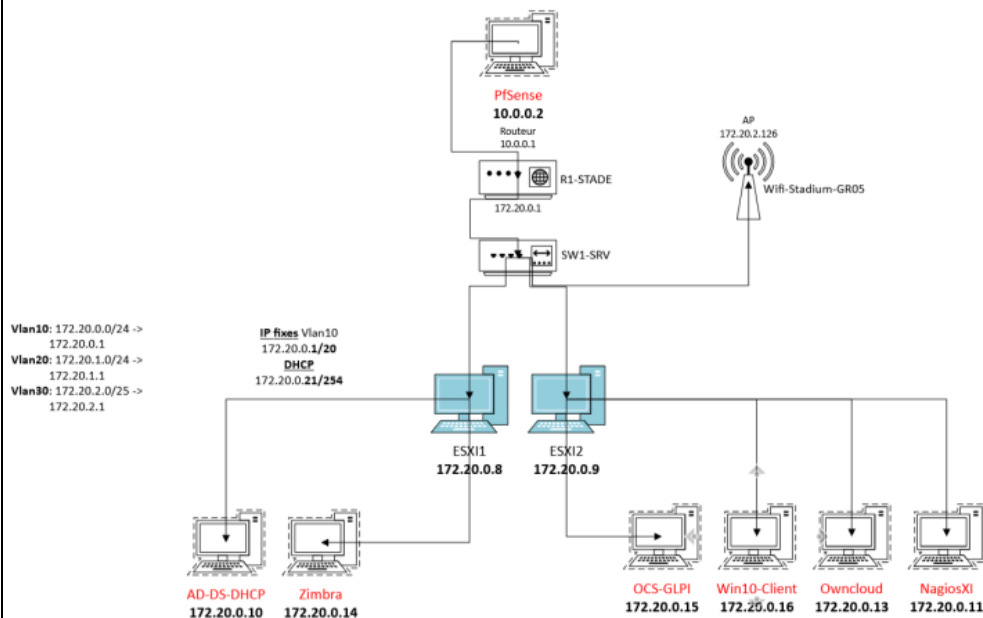 PfSense
10.0.0.2
Routeur
10.0.0.1
R1-STADE
172.20.0.1
SW1-SRV
AP
172.20.2.126
Wifi-Stadium-GR05
Vlan10: 172.20.0.0/24 ->
172.20.0.1
Vlan20: 172.20.1.0/24 ->
172.20.1.1
Vlan30: 172.20.2.0/25 ->
172.20.2.1
IP fixes Vlan10
172.20.0.1/20
DHCP
172.20.0.21/254
ESXI1
172.20.0.8
ESXI2
172.20.0.9
AD-DS-DHCP
172.20.0.10
Zimbra
172.20.0.14
OCS-GLPI
172.20.0.15
Win10-Client
172.20.0.16
Owncloud
172.20.0.13
NagiosXI
172.20.0.11